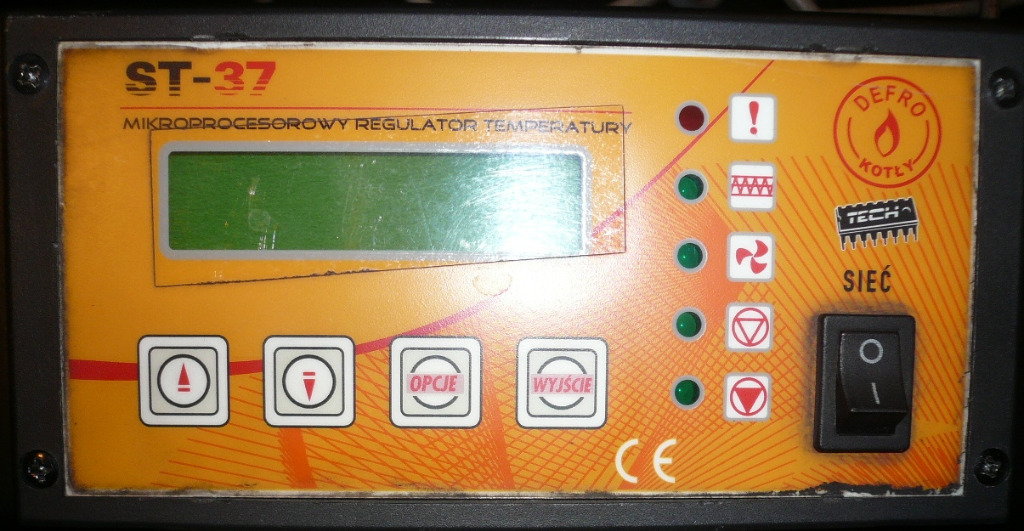 ST-37
MIKROPROCESOROWY REGULATOR TEMPERATURY
DEFRO
KOTŁY
TECH
SIEĆ
OPCJE
WYJŚCIE
CE